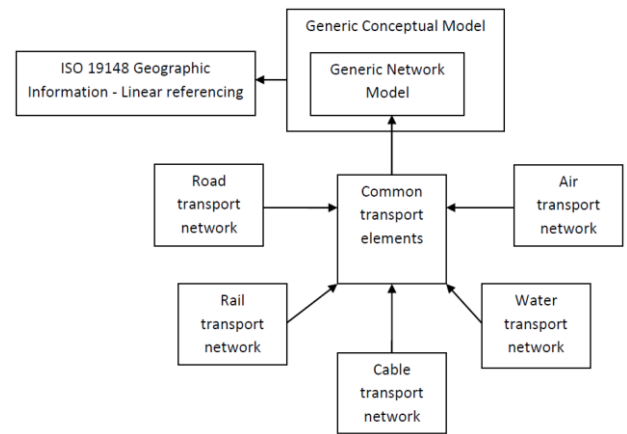 Generic Conceptual Model
ISO 19148 Geographic
Information - Linear referencing
Generic Network
Model
Road
transport
network
Common
transport
elements
Air
transport
network
Rail
transport
network
Water
transport
network
Cable
transport
network